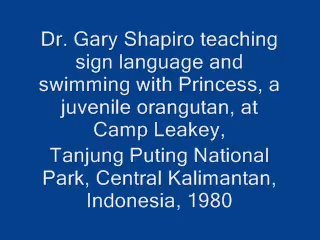 Dr. Gary Shapiro teaching
sign language and
swimming with Princess, a
juvenile orangutan, at
Camp Leakey,
Tanjung Puting National
Park, Central Kalimantan,
Indonesia, 1980